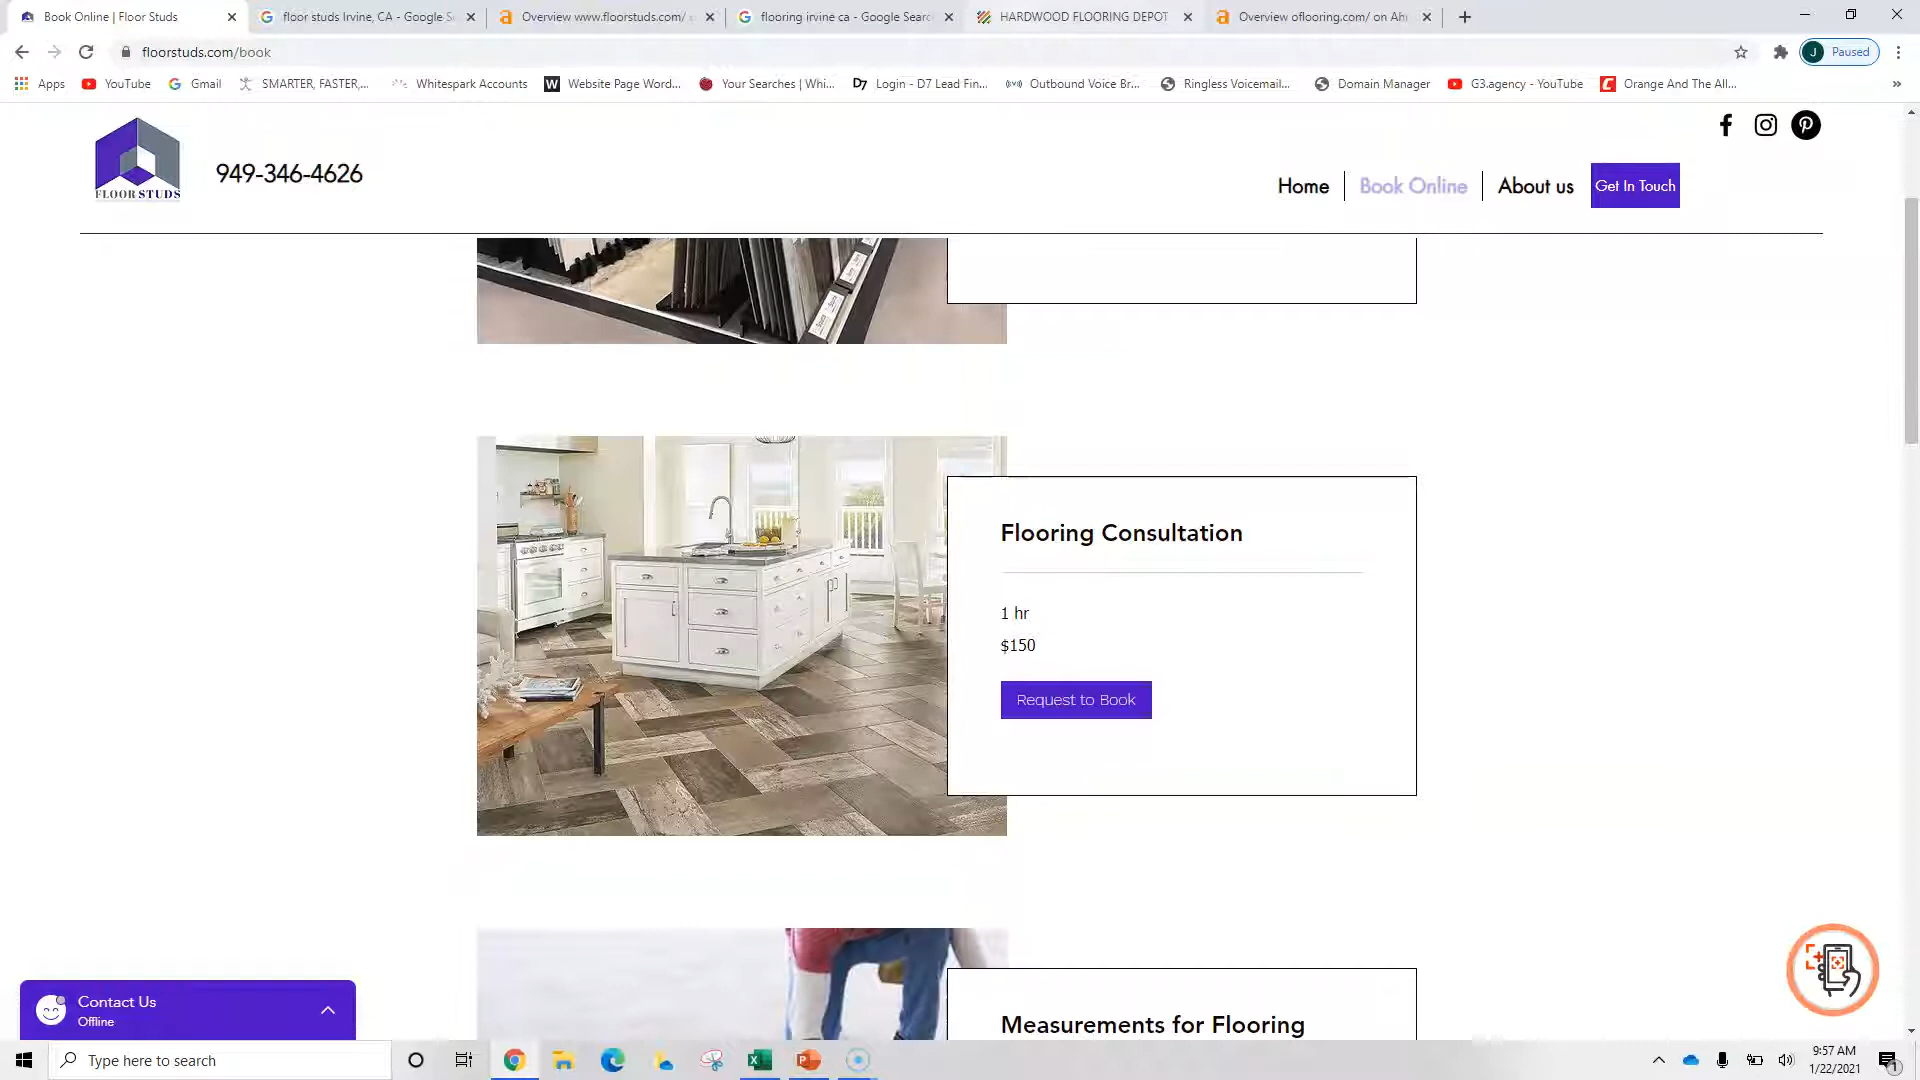 Book Online | Floor Studs
floor studs Irvine, CA - Google S
Overview www.floorstuds.com/
flooring irvine ca - Google Searc
HARDWOOD FLOORING DEPOT
Overview oflooring.com/ on Ah
floorstuds.com/book
J Paused
Apps
YouTube
Gmail
SMARTER, FASTER,...
Whitespark Accounts
Website Page Word...
Your Searches | Whi...
D7 Login - D7 Lead Fin...
Outbound Voice Br...
Ringless Voicemail...
Domain Manager
G3.agency - YouTube
Orange And The All...
FLOOR STUDS
949-346-4626
Home
Book Online
About us
Get In Touch
Flooring Consultation
1 hr
$150
Request to Book
Measurements for Flooring
Contact Us
Offline
Type here to search
9:57 AM
1/22/2021
1